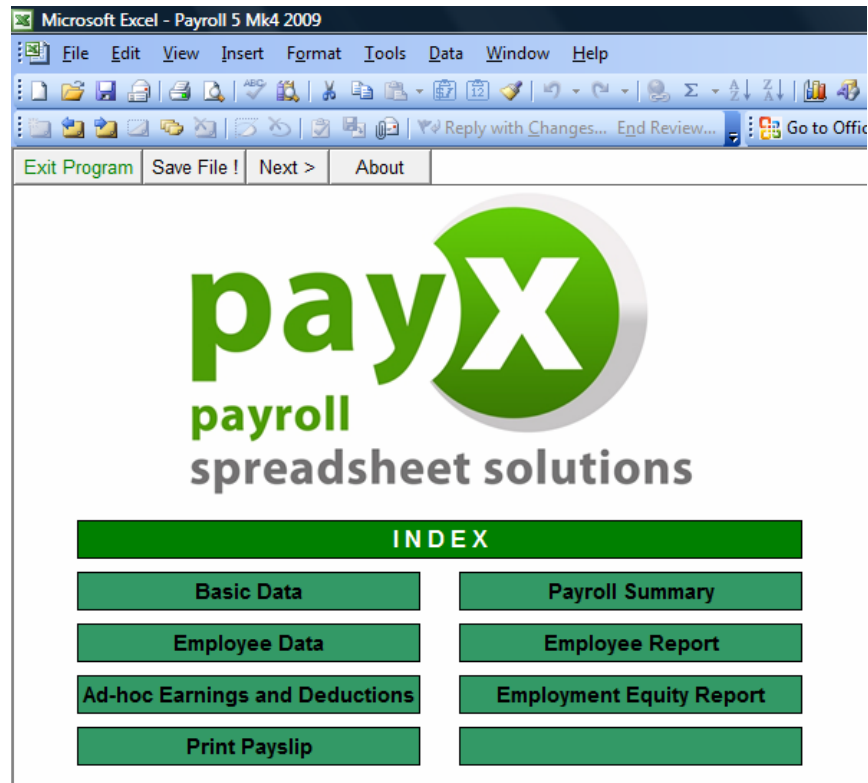 Microsoft Excel - Payroll 5 Mk4 2009
File Edit View Insert Format Tools Data Window Help
Reply with Changes... End Review... Go to Offic
Exit Program Save File ! Next > About
payX
payroll
spreadsheet solutions
INDEX
Basic Data Payroll Summary
Employee Data Employee Report
Ad-hoc Earnings and Deductions Employment Equity Report
Print Payslip